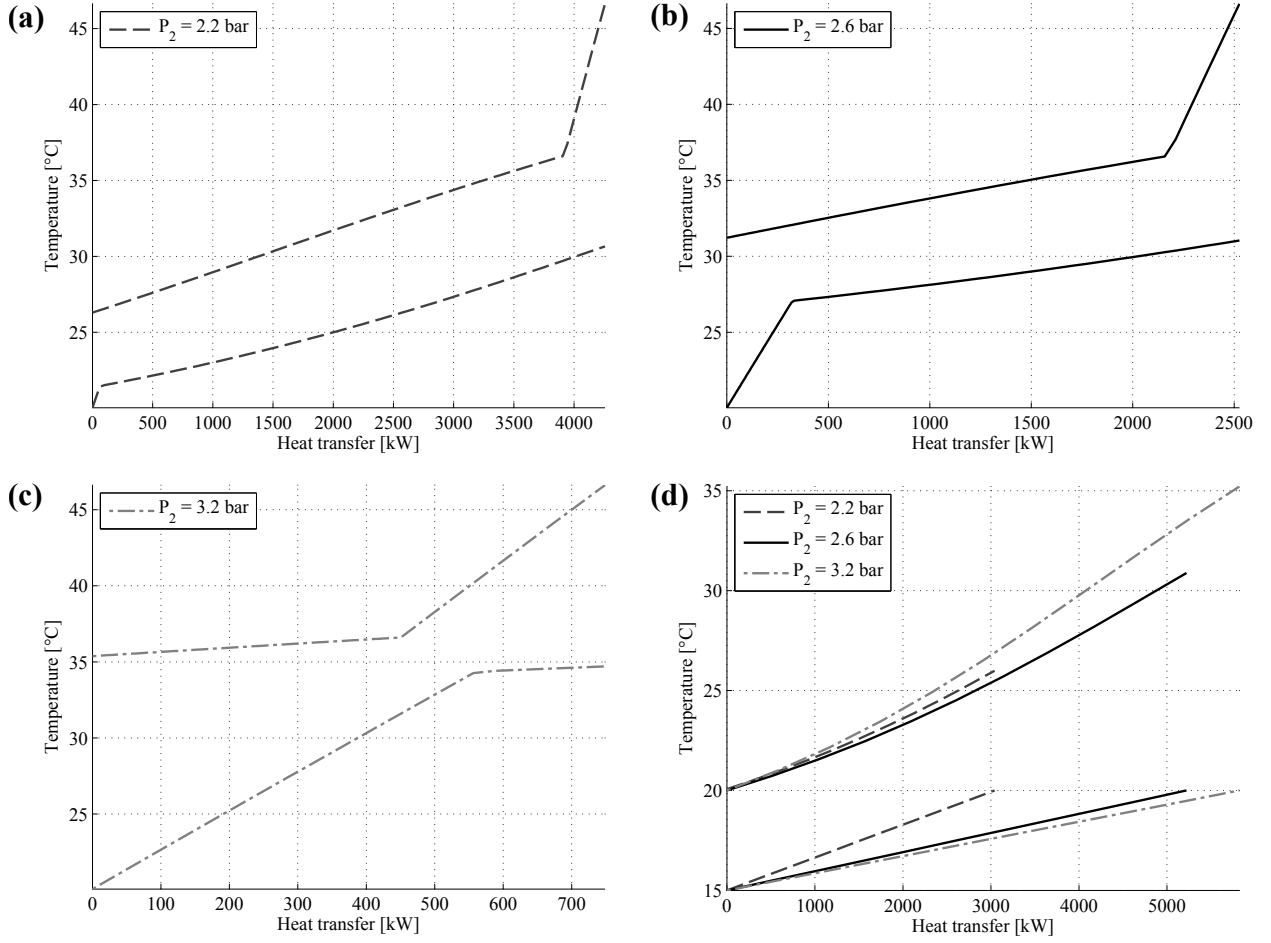 (a)
P2 = 2.2 bar
45
40
35
30
25
Temperature [°C]
0 500 1000 1500 2000 2500 3000 3500 4000
Heat transfer [kW]
(b)
P2 = 2.6 bar
45
40
35
30
25
Temperature [°C]
0 500 1000 1500 2000 2500
Heat transfer [kW]
(c)
P2 = 3.2 bar
45
40
35
30
25
Temperature [°C]
0 100 200 300 400 500 600 700
Heat transfer [kW]
(d)
P2 = 2.2 bar
P2 = 2.6 bar
P2 = 3.2 bar
35
30
25
20
15
Temperature [°C]
0 1000 2000 3000 4000 5000
Heat transfer [kW]